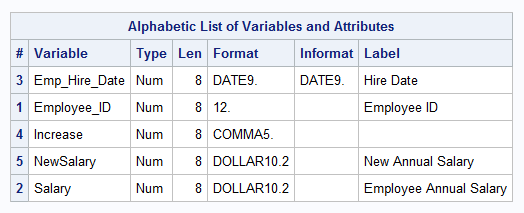 Alphabetic List of Variables and Attributes
# Variable Type Len Format Informat Label
3 Emp_Hire_Date Num 8 DATE9. DATE9. Hire Date
1 Employee_ID Num 8 12. Employee ID
4 Increase Num 8 COMMA5.
5 NewSalary Num 8 DOLLAR10.2 New Annual Salary
2 Salary Num 8 DOLLAR10.2 Employee Annual Salary